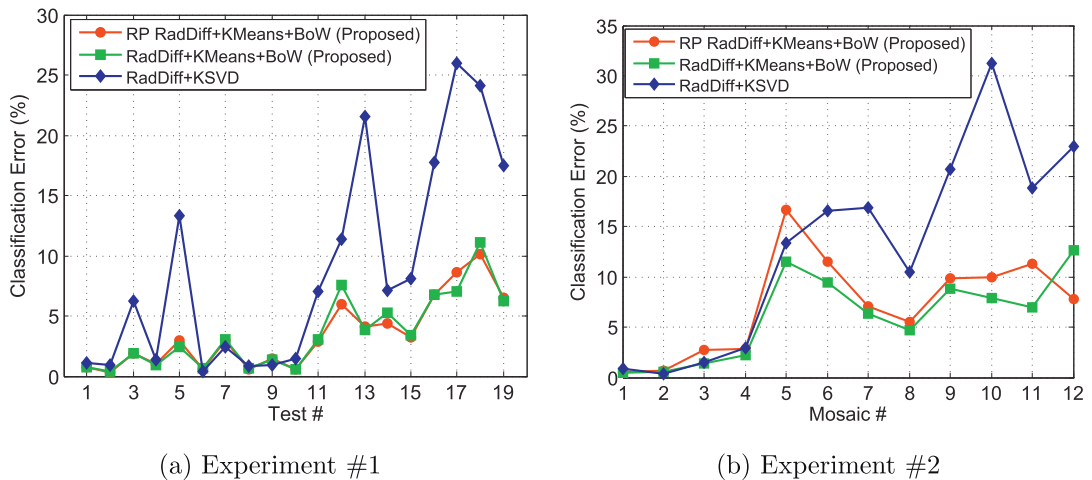 30
25
20
15
10
5
0
Classification Error (%)
RP RadDiff+KMeans+BoW (Proposed)
RadDiff+KMeans+BoW (Proposed)
RadDiff+KSVD
1 3 5 7 9 11 13 15 17 19
Test #
(a) Experiment #1
35
30
25
20
15
10
5
0
Classification Error (%)
RP RadDiff+KMeans+BoW (Proposed)
RadDiff+KMeans+BoW (Proposed)
RadDiff+KSVD
1 2 3 4 5 6 7 8 9 10 11 12
Mosaic #
(b) Experiment #2